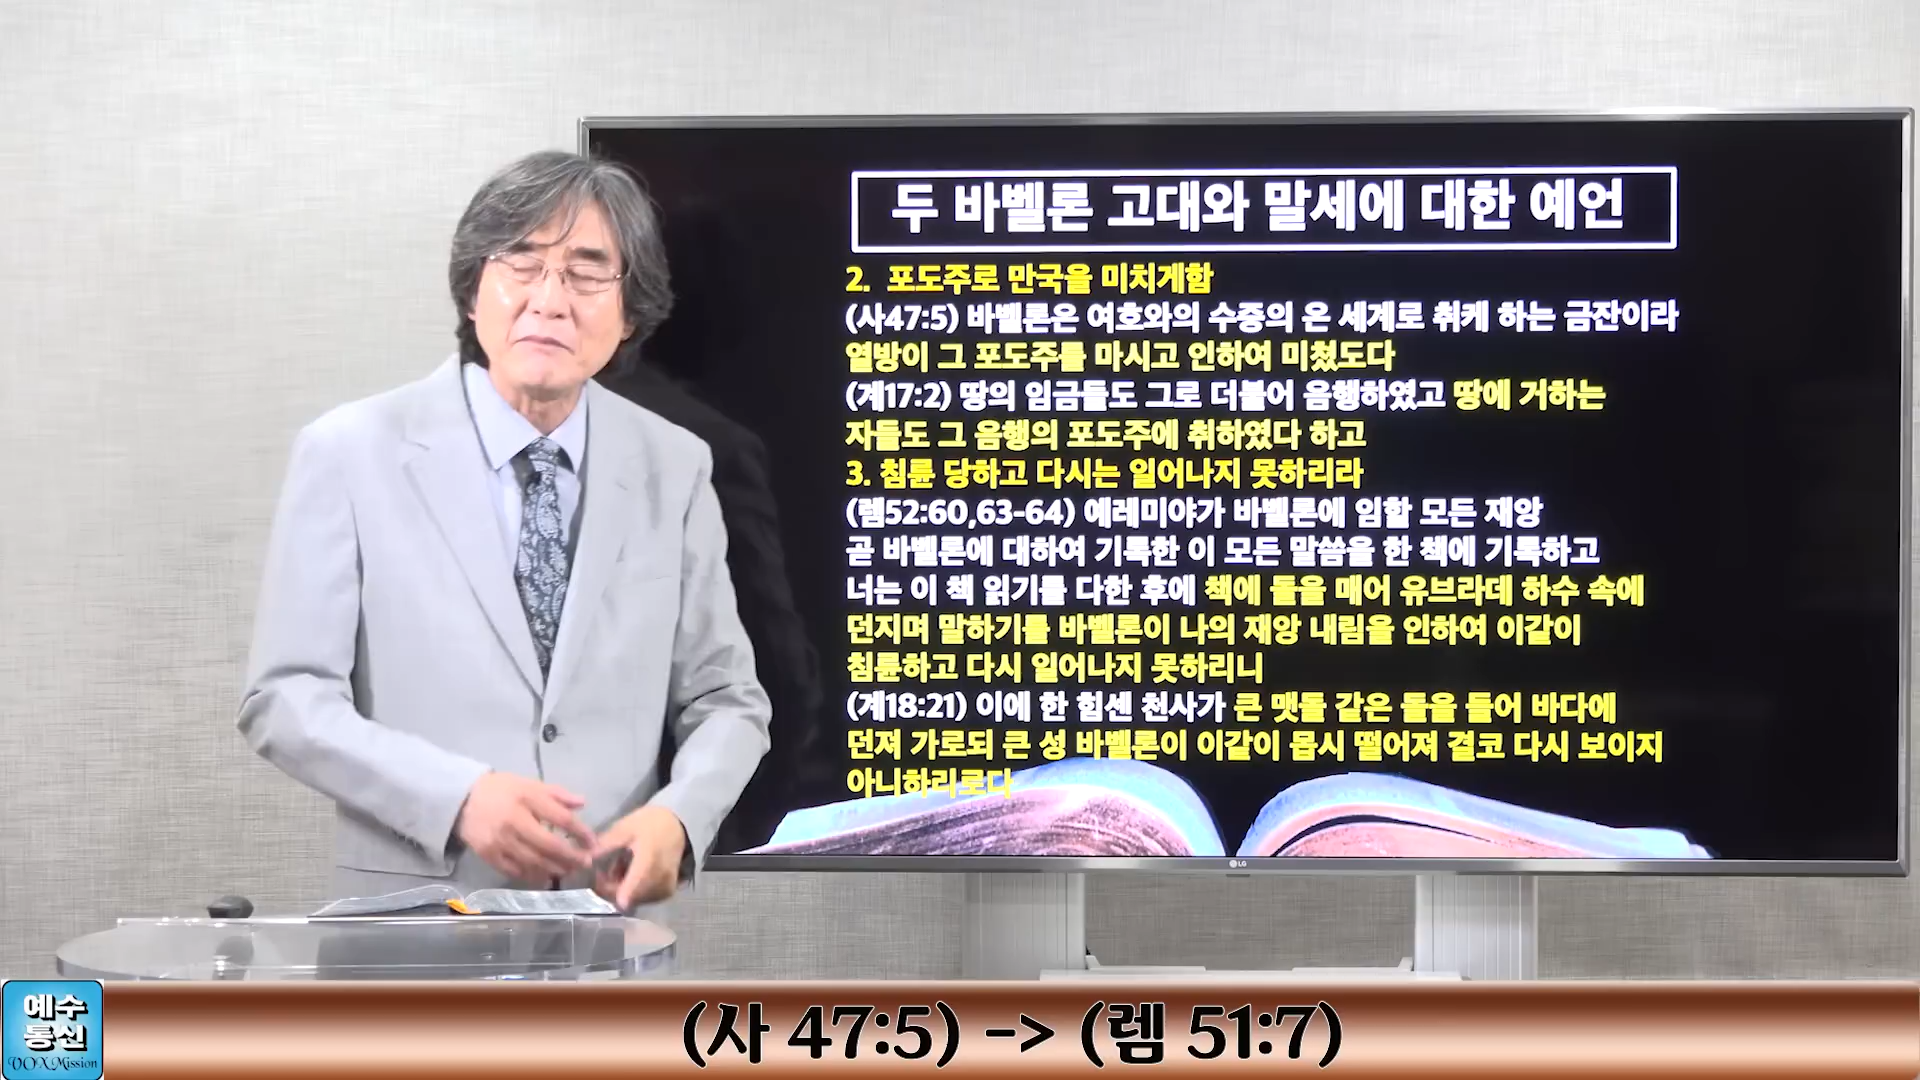 두 바벨론 고대와 말세에 대한 예언
2. 포도주로 만국을 미치게함
(사47:5) 바벨론은 여호와의 수중의 온 세계로 취케 하는 금잔이라
열방이 그 포도주를 마시고 인하여 미쳤도다
(계17:2) 땅의 임금들도 그로 더불어 음행하였고 땅에 거하는
자들도 그 음행의 포도주에 취하였다 하고
3. 침륜 당하고 다시는 일어나지 못하리라
(렘52:60,63-64) 예레미야가 바벨론에 임할 모든 재앙
곧 바벨론에 대하여 기록한 이 모든 말씀을 한 책에 기록하고
너는 이 책 읽기를 다한 후에 책에 돌을 매어 유브라데 하수 속에
던지며 말하기를 바벨론이 나의 재앙 내림을 인하여 이같이
침륜하고 다시 일어나지 못하리니
(계18:21) 이에 한 힘센 천사가 큰 맷돌 같은 돌을 들어 바다에
던져 가로되 큰 성 바벨론이 이같이 몹시 떨어져 결코 다시 보이지
아니하리로다
LG
예수
통신
VOX Mission
(사 47:5) -> (렘 51:7)